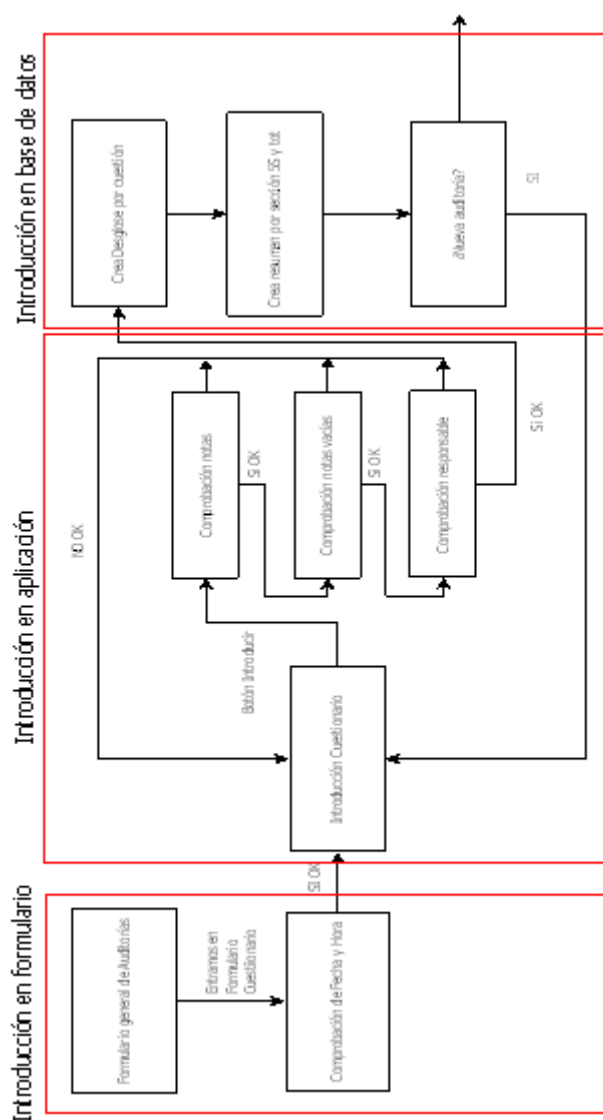 Introducción en formulario
Formulario general de Auditorías
Entramos en
Formulario
Cuestionario
Comprobación de Fecha y Hora
SI OK
Introducción en aplicación
Introducción Cuestionario
Botón Introducir
NO OK
Comprobación notas
SI OK
Comprobación notas vacías
SI OK
Comprobación responsable
SI OK
Introducción en base de datos
Crea Desglose por cuestión
Crea resumen por sección 5S y tot
¿Nueva auditoría?
SI